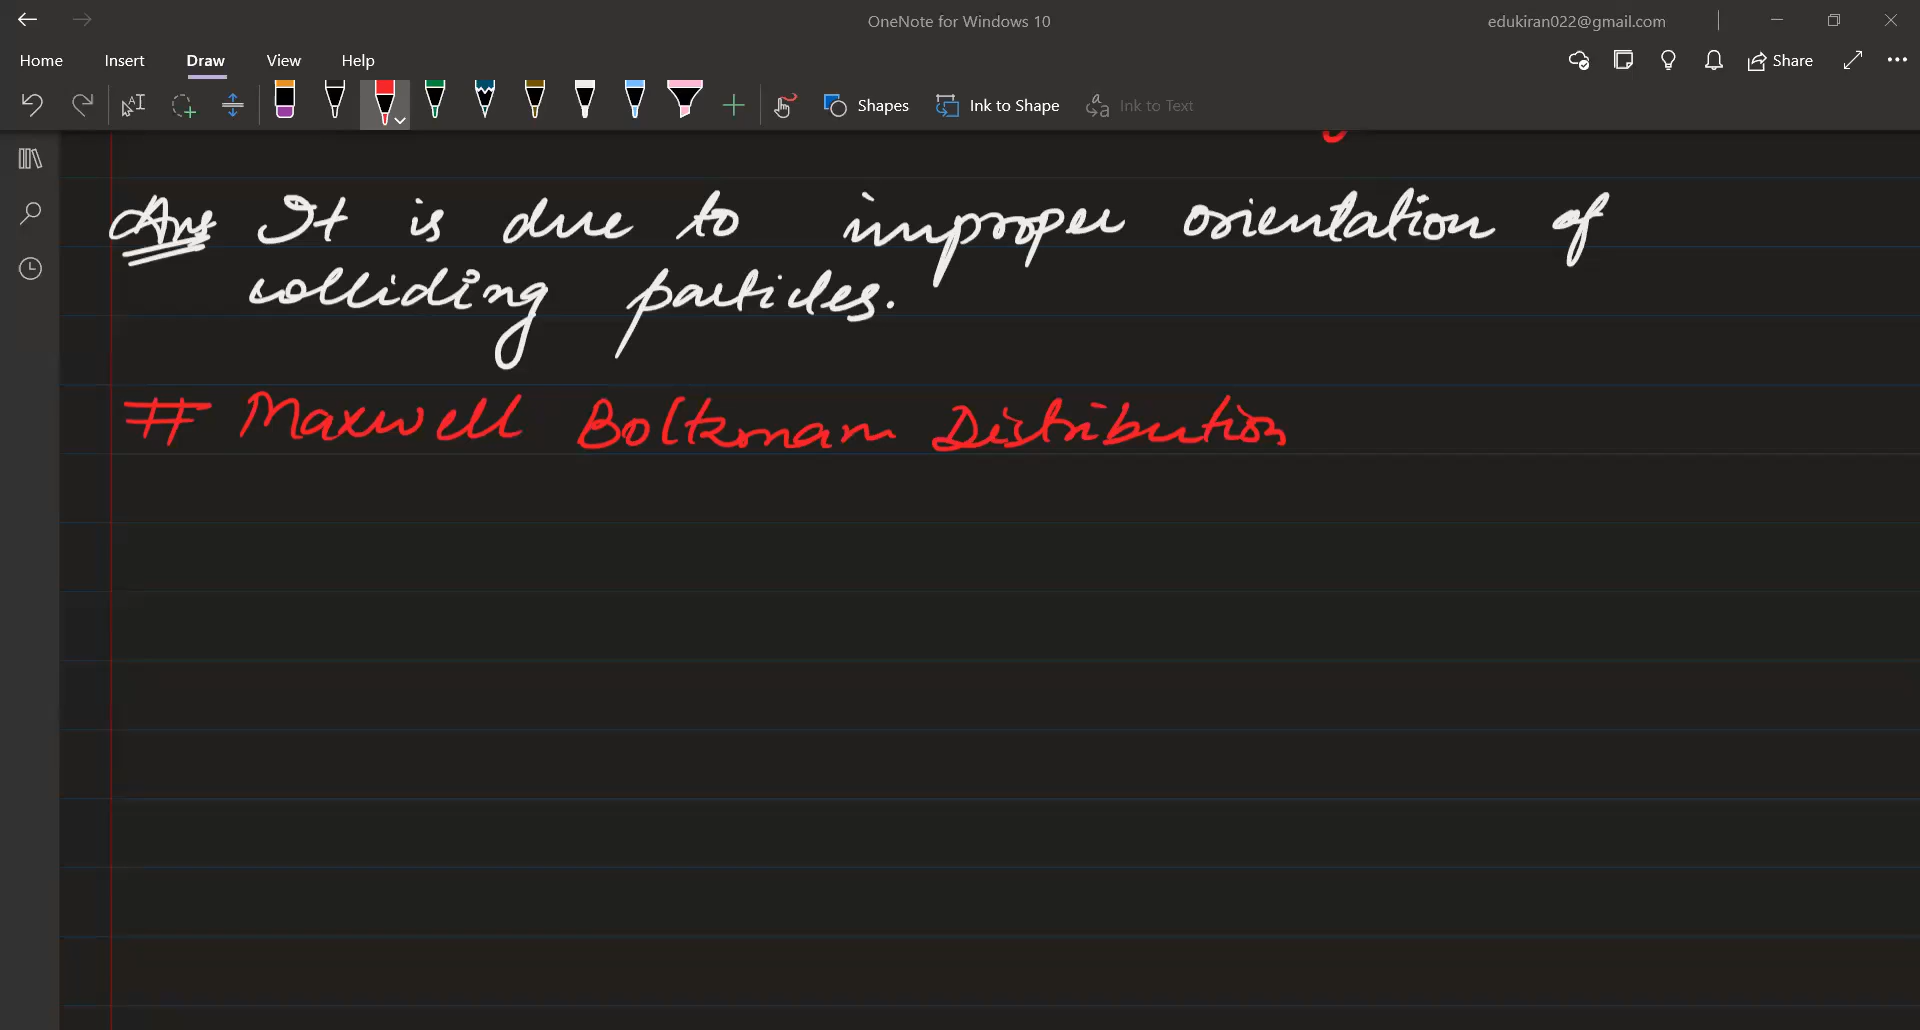 OneNote for Windows 10
edukiran022@gmail.com
Home Insert Draw View Help
Share
Shapes Ink to Shape Ink to Text
Ans It is due to improper orientation of
colliding particles.
# Maxwell Boltzmann Distribution